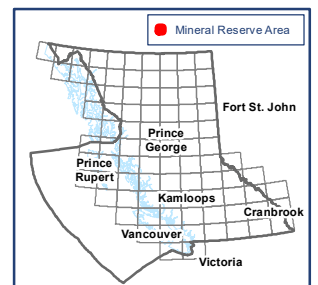 Mineral Reserve Area
Fort St. John
Prince
George
Prince
Rupert
Kamloops
Cranbrook
Vancouver
Victoria